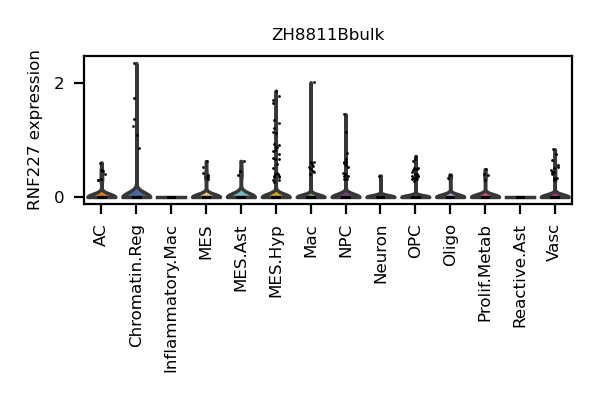 ZH8811Bbulk
RNF227 expression
2
0
AC
Chromatin.Reg
Inflammatory.Mac
MES
MES.Ast
MES.Hyp
Mac
NPC
Neuron
OPC
Oligo
Prolif.Metab
Reactive.Ast
Vasc